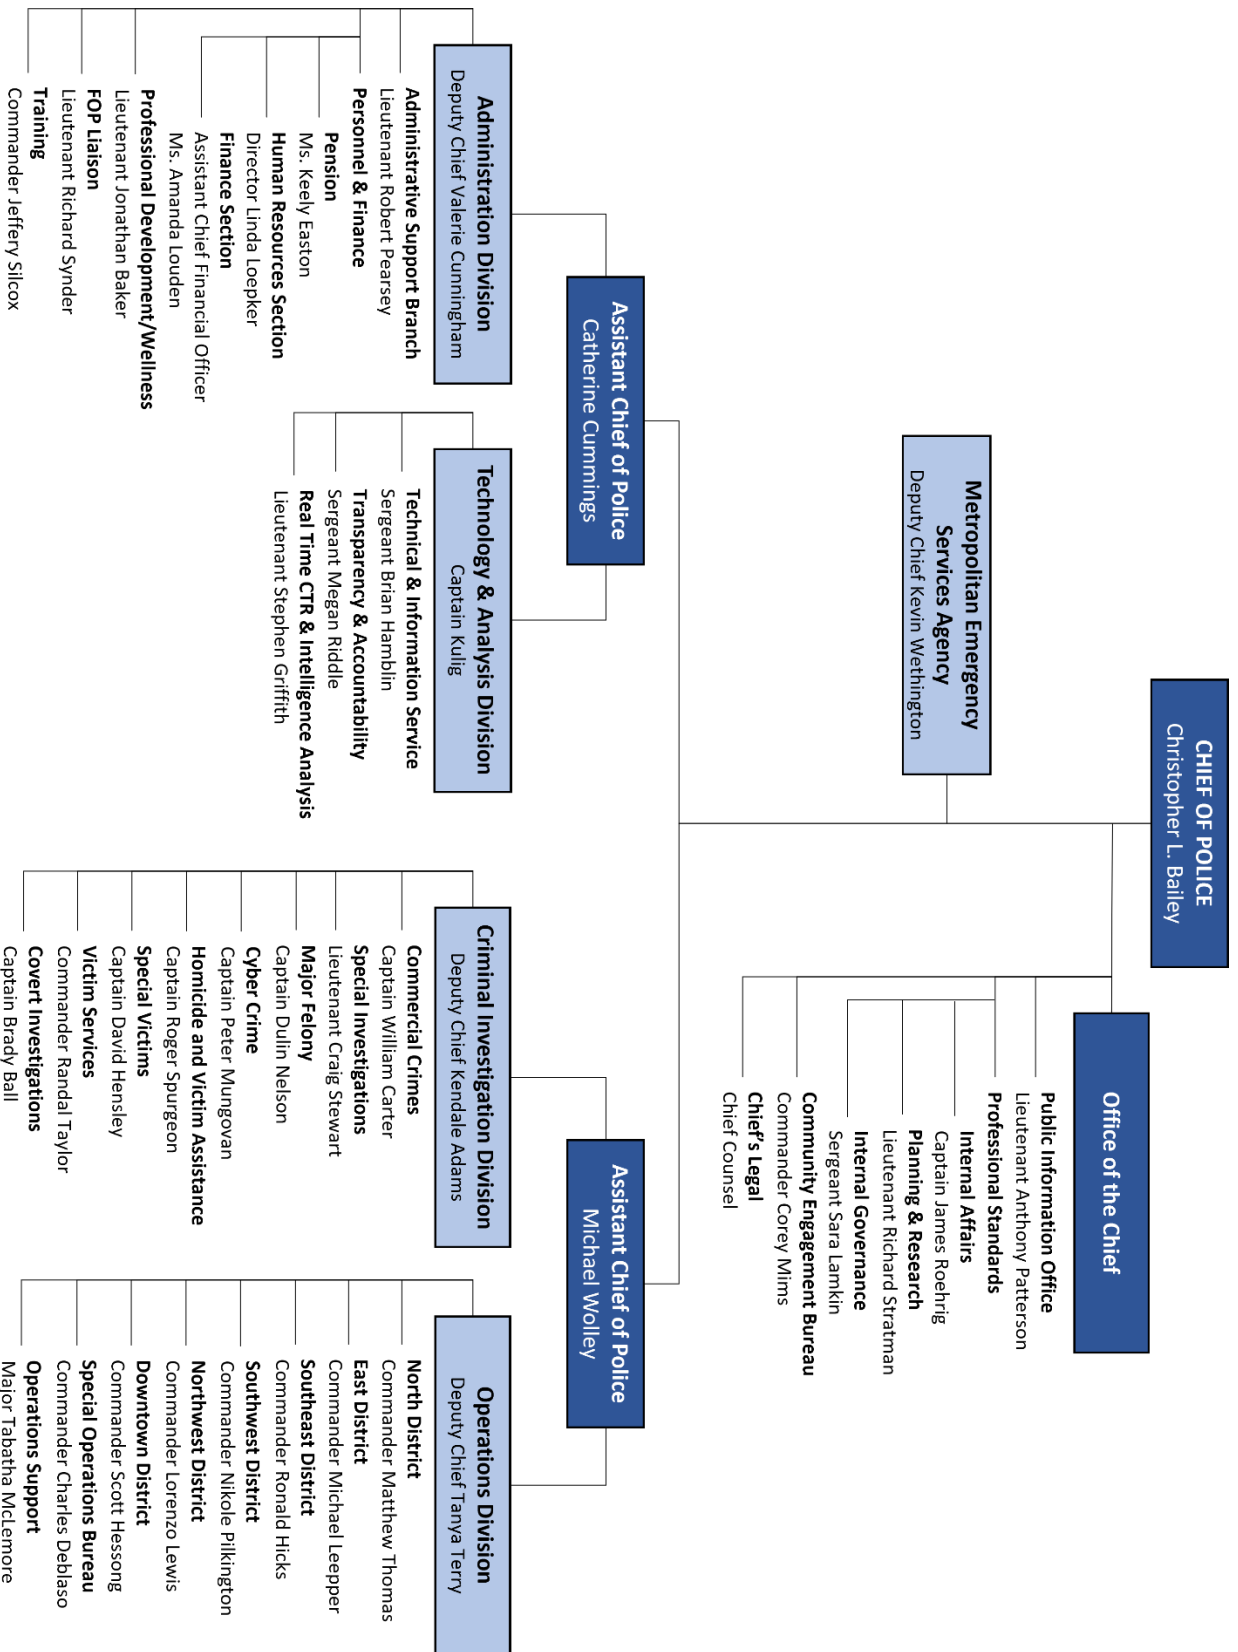 CHIEF OF POLICE
Christopher L. Bailey
Office of the Chief
Public Information Office
Lieutenant Anthony Patterson
Professional Standards
Internal Affairs
Captain James Roehrig
Planning & Research
Lieutenant Richard Stratman
Internal Governance
Sergeant Sara Lamkin
Community Engagement Bureau
Commander Corey Mims
Chief's Legal
Chief Counsel
Metropolitan Emergency
Services Agency
Deputy Chief Kevin Wethington
Assistant Chief of Police
Catherine Cummings
Administration Division
Deputy Chief Valerie Cunningham
Administrative Support Branch
Lieutenant Robert Pearsey
Personnel & Finance
Pension
Ms. Keely Easton
Human Resources Section
Director Linda Loepker
Finance Section
Assistant Chief Financial Officer
Ms. Amanda Louden
Professional Development/Wellness
Lieutenant Jonathan Baker
FOP Liaison
Lieutenant Richard Synder
Training
Commander Jeffery Silcox
Technology & Analysis Division
Captain Kulig
Technical & Information Service
Sergeant Brian Hamblin
Transparency & Accountability
Sergeant Megan Riddle
Real Time CTR & Intelligence Analysis
Lieutenant Stephen Griffith
Assistant Chief of Police
Michael Wolley
Criminal Investigation Division
Deputy Chief Kendale Adams
Commercial Crimes
Captain William Carter
Special Investigations
Lieutenant Craig Stewart
Major Felony
Captain Dulin Nelson
Cyber Crime
Captain Peter Mungovan
Homicide and Victim Assistance
Captain Roger Spurgeon
Special Victims
Captain David Hensley
Victim Services
Commander Randal Taylor
Covert Investigations
Captain Brady Ball
Operations Division
Deputy Chief Tanya Terry
North District
Commander Matthew Thomas
East District
Commander Michael Leepper
Southeast District
Commander Ronald Hicks
Southwest District
Commander Nikole Pilkington
Northwest District
Commander Lorenzo Lewis
Downtown District
Commander Scott Hessong
Special Operations Bureau
Commander Charles Deblaso
Operations Support
Major Tabatha McLemore